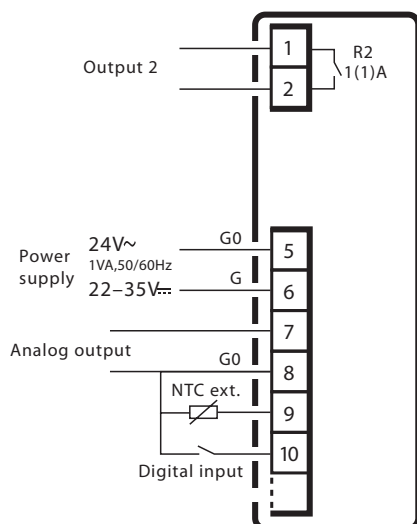 1
R2
Output 2
1(1)A
2
24V~ G0 5
Power supply
1VA,50/60Hz
22–35V⎓ G 6
7
Analog output
G0 8
NTC ext. 9
10
Digital input